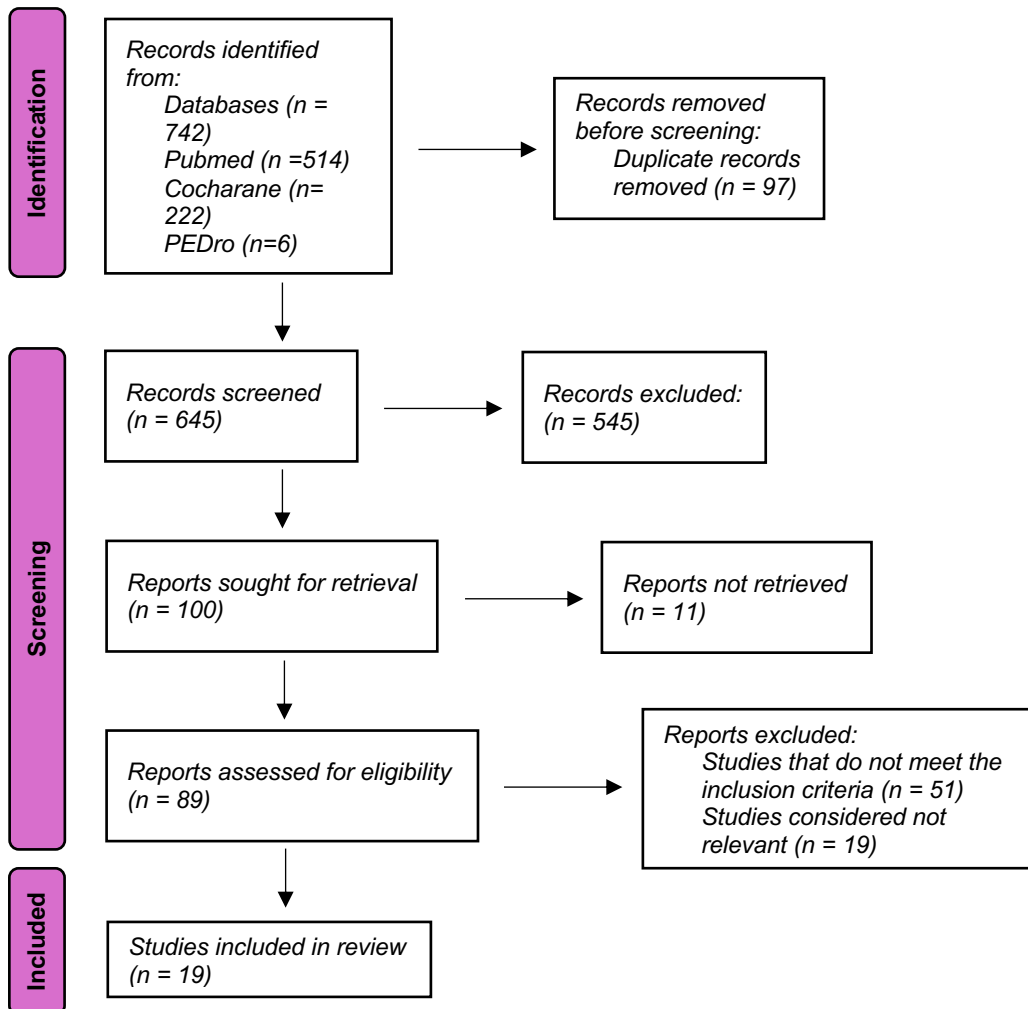 Identification
Records identified
from:
Databases (n =
742)
Pubmed (n =514)
Cocharane (n=
222)
PEDro (n=6)
Records removed
before screening:
Duplicate records
removed (n = 97)
Screening
Records screened
(n = 645)
Records excluded:
(n = 545)
Reports sought for retrieval
(n = 100)
Reports not retrieved
(n = 11)
Reports assessed for eligibility
(n = 89)
Reports excluded:
Studies that do not meet the
inclusion criteria (n = 51)
Studies considered not
relevant (n = 19)
Included
Studies included in review
(n = 19)